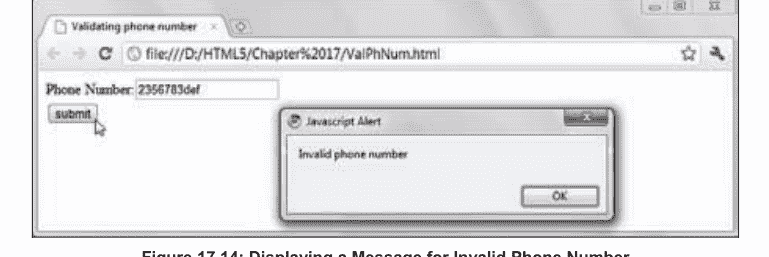 Validating phone number
file:///D:/HTML5/Chapter%2017/ValPhNum.html
Phone Number: 2356783def
submit
Javascript Alert
Invalid phone number
OK
Figure 17.14: Displaying a Message for Invalid Phone Number